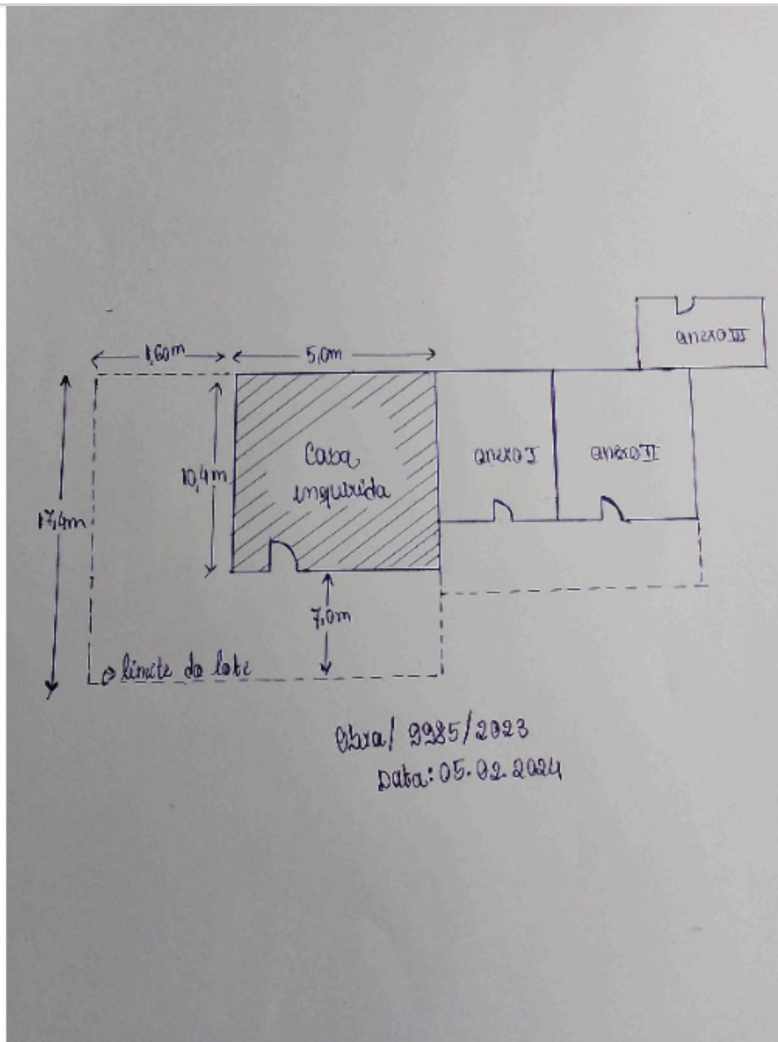 1,60m
5,0m
anexo III
10,4m
17,4m
Casa
inquirida
anexo I
anexo II
7,0m
limite do lote
Obra/ 9985/2023
Data: 05.02.2024